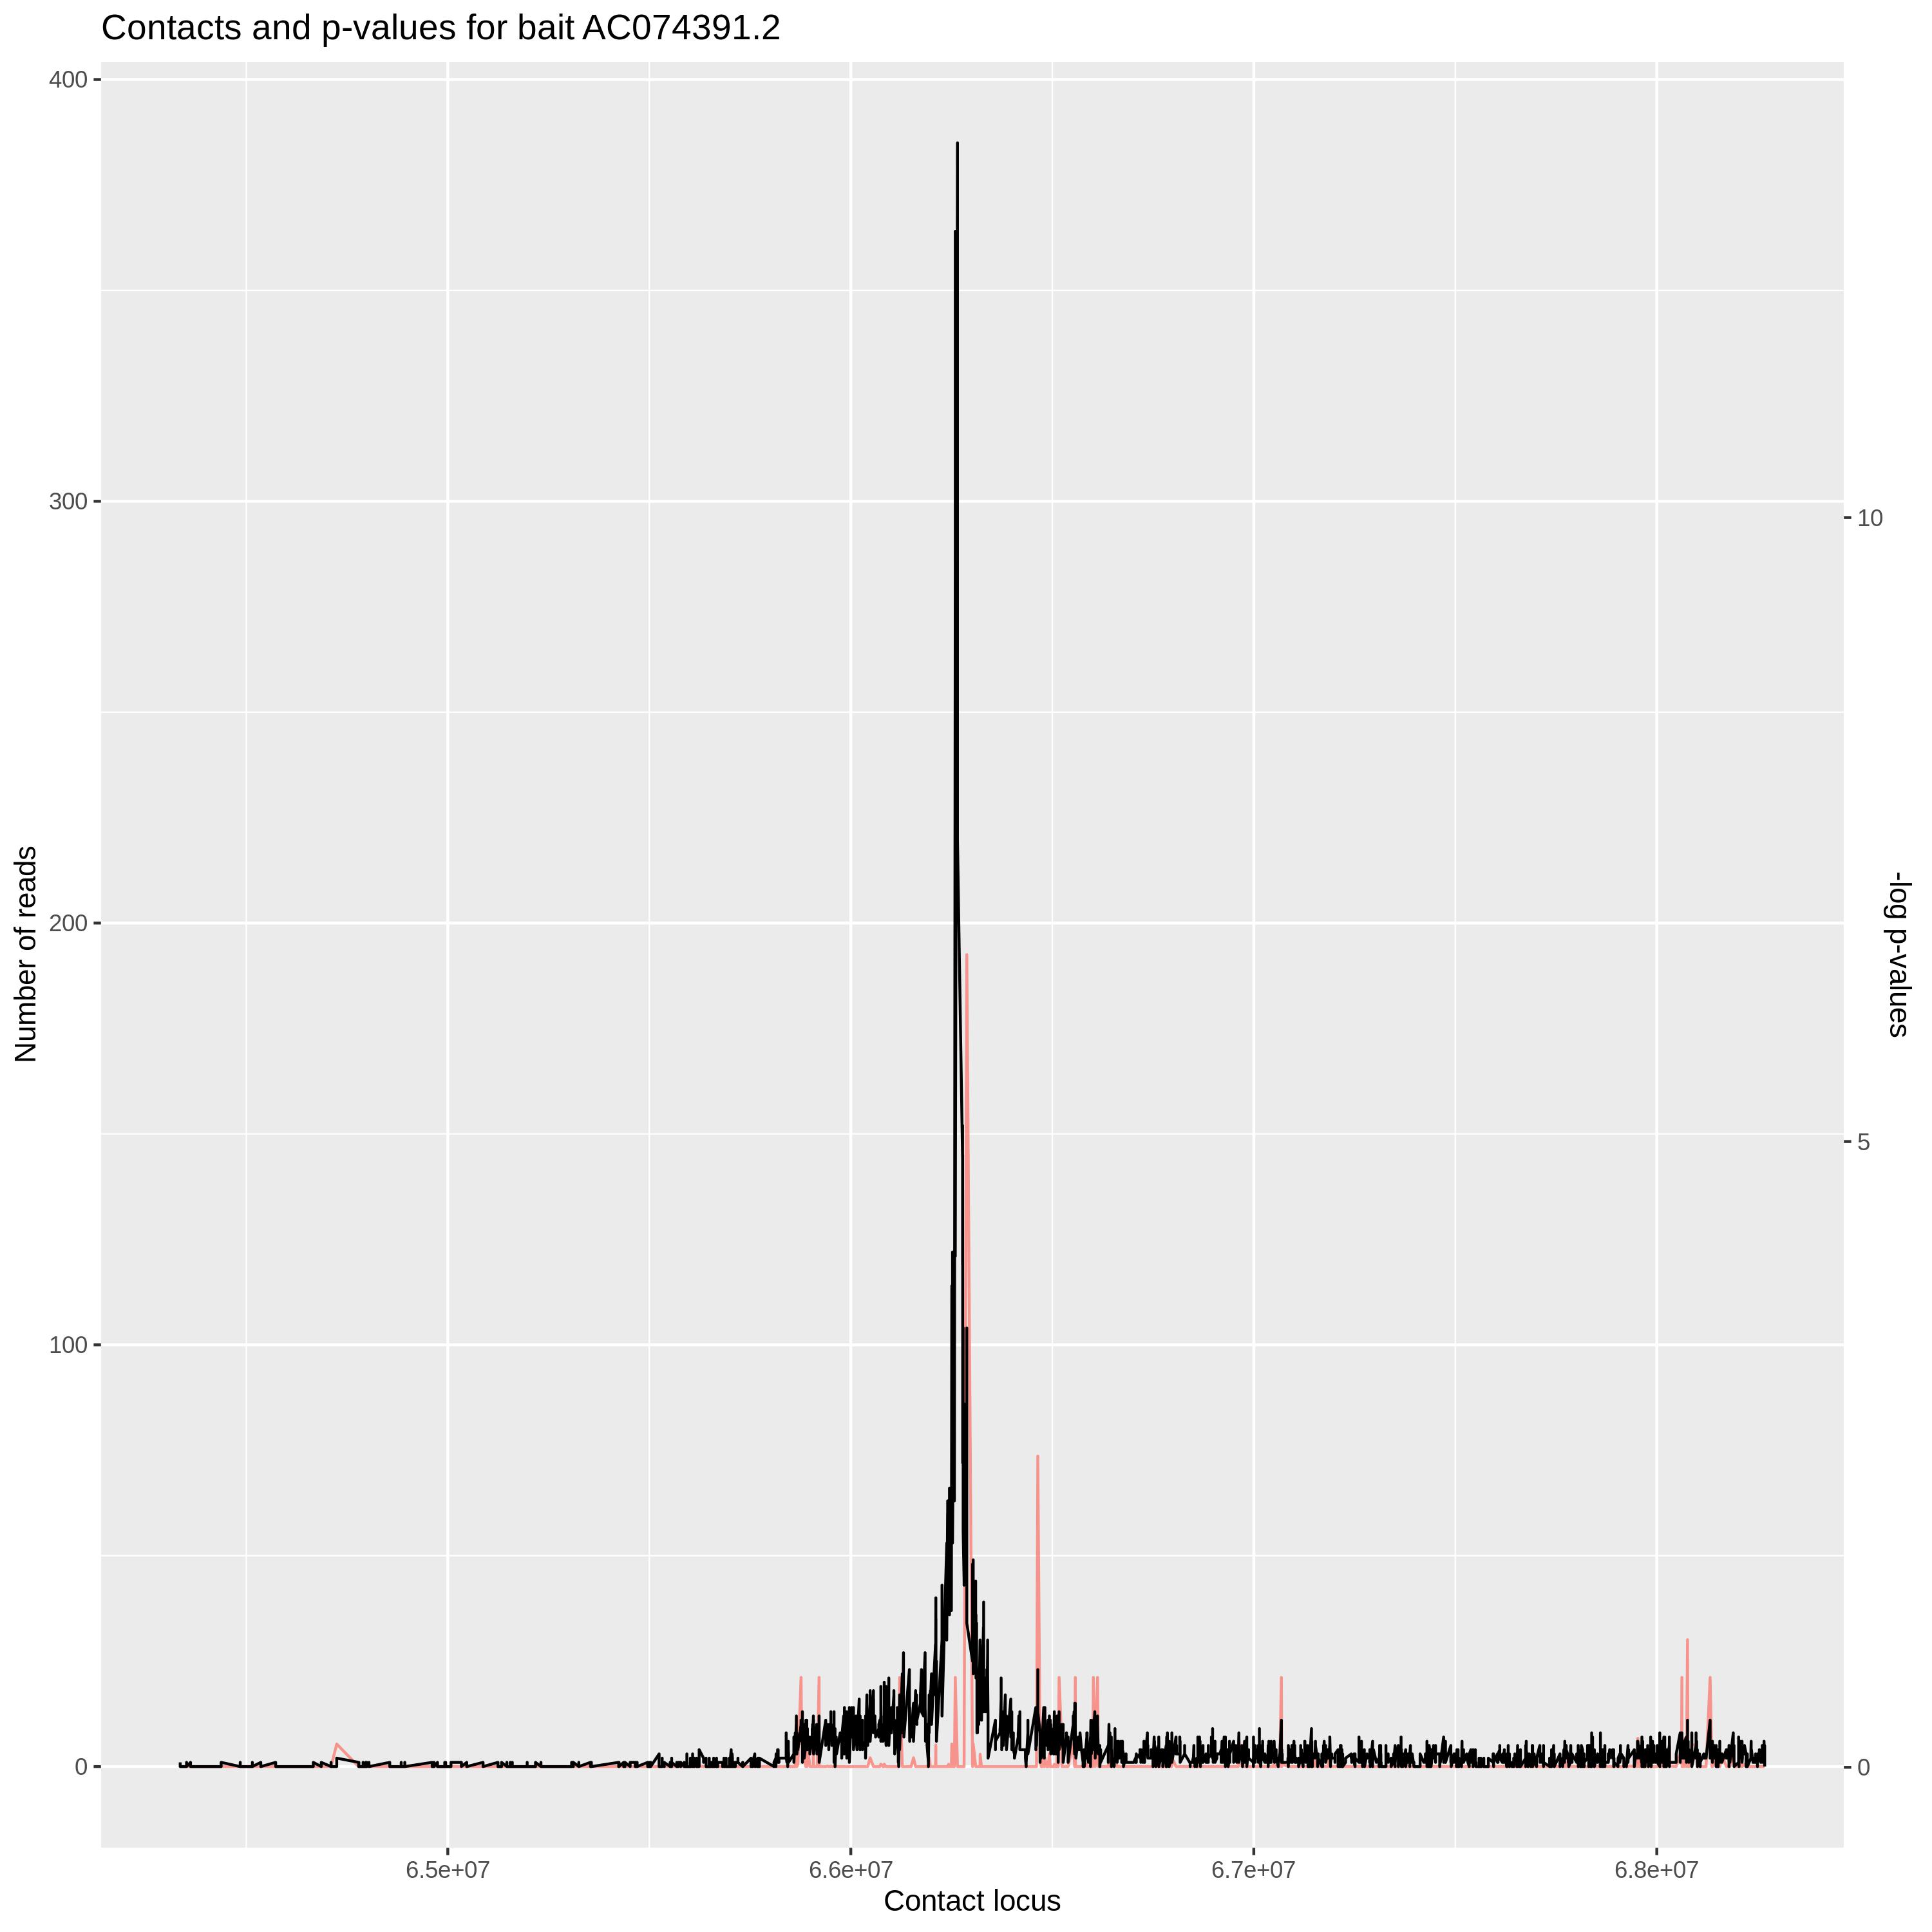 Contacts and p-values for bait AC074391.2
400
300
200
100
0
Number of reads
10
5
0
-log p-values
6.5e+07
6.6e+07
6.7e+07
6.8e+07
Contact locus